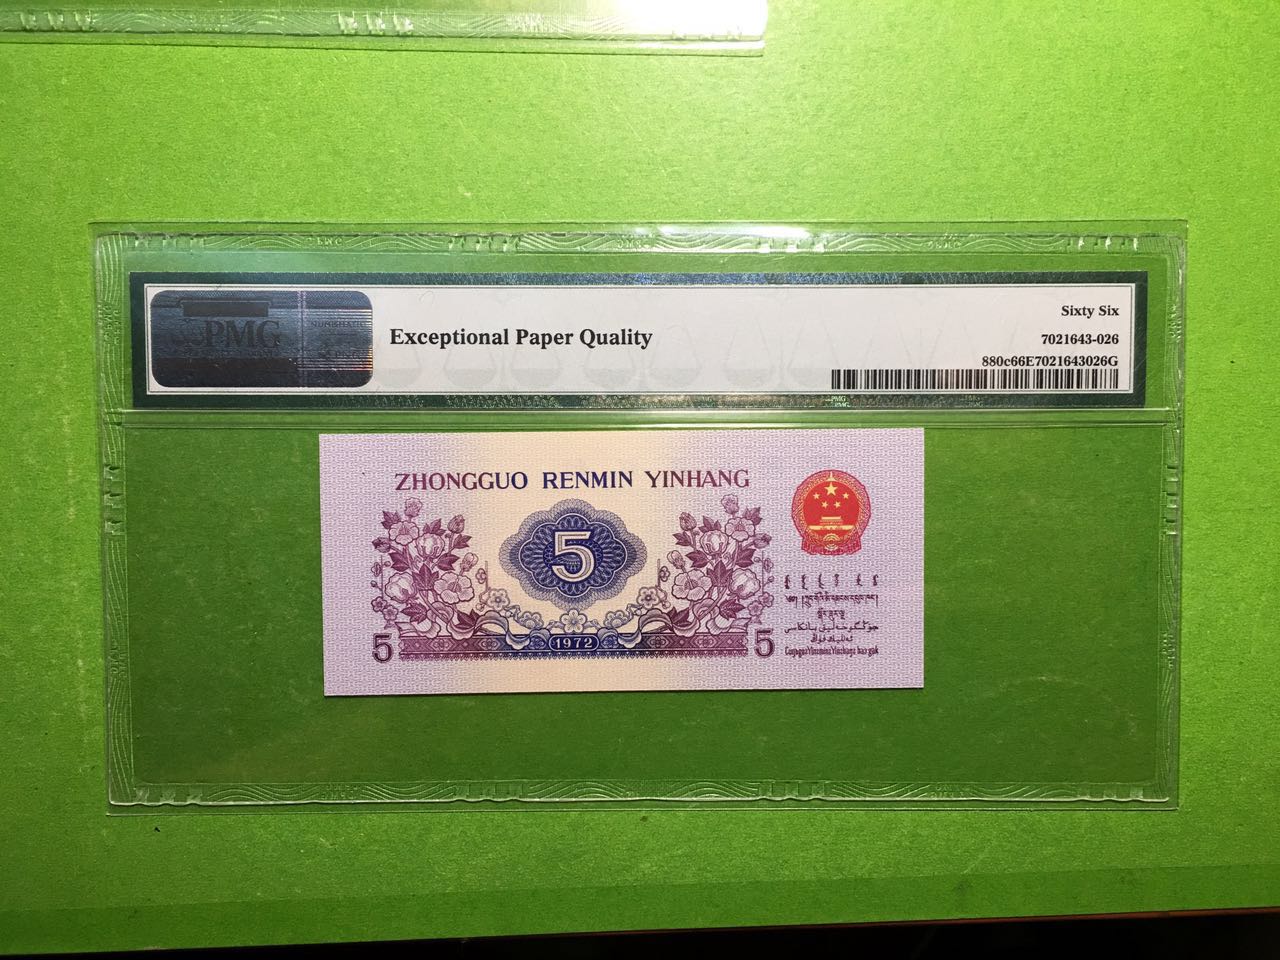 PMG
Exceptional Paper Quality
Sixty Six
7021643-026
880c66E7021643026G
ZHONGGUO RENMIN YINHANG
5
1972
5
5